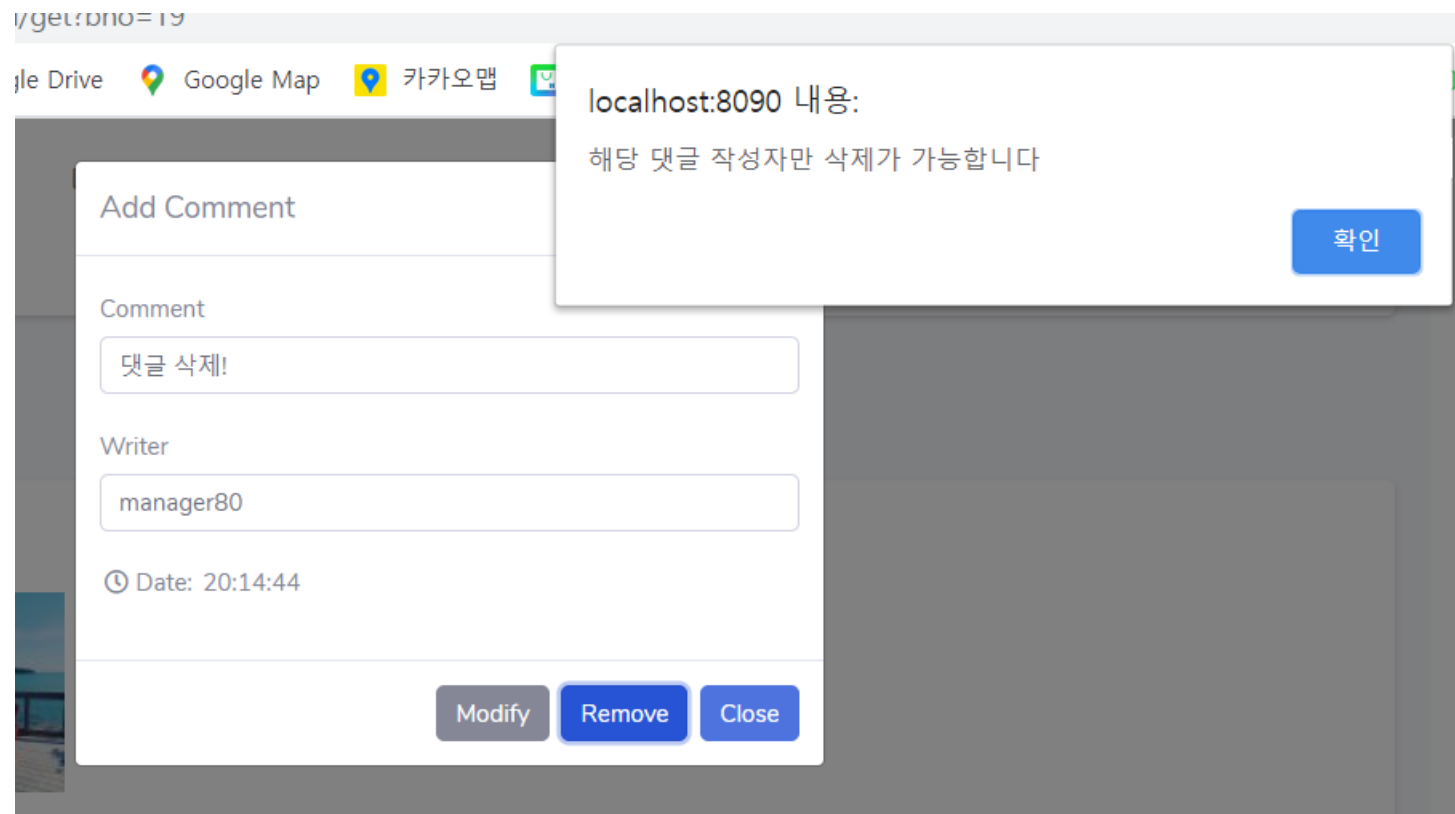 /get?bno=19
gle Drive Google Map 카카오맵
localhost:8090 내용:
해당 댓글 작성자만 삭제가 가능합니다
확인
Add Comment
Comment
댓글 삭제!
Writer
manager80
Date: 20:14:44
Modify Remove Close